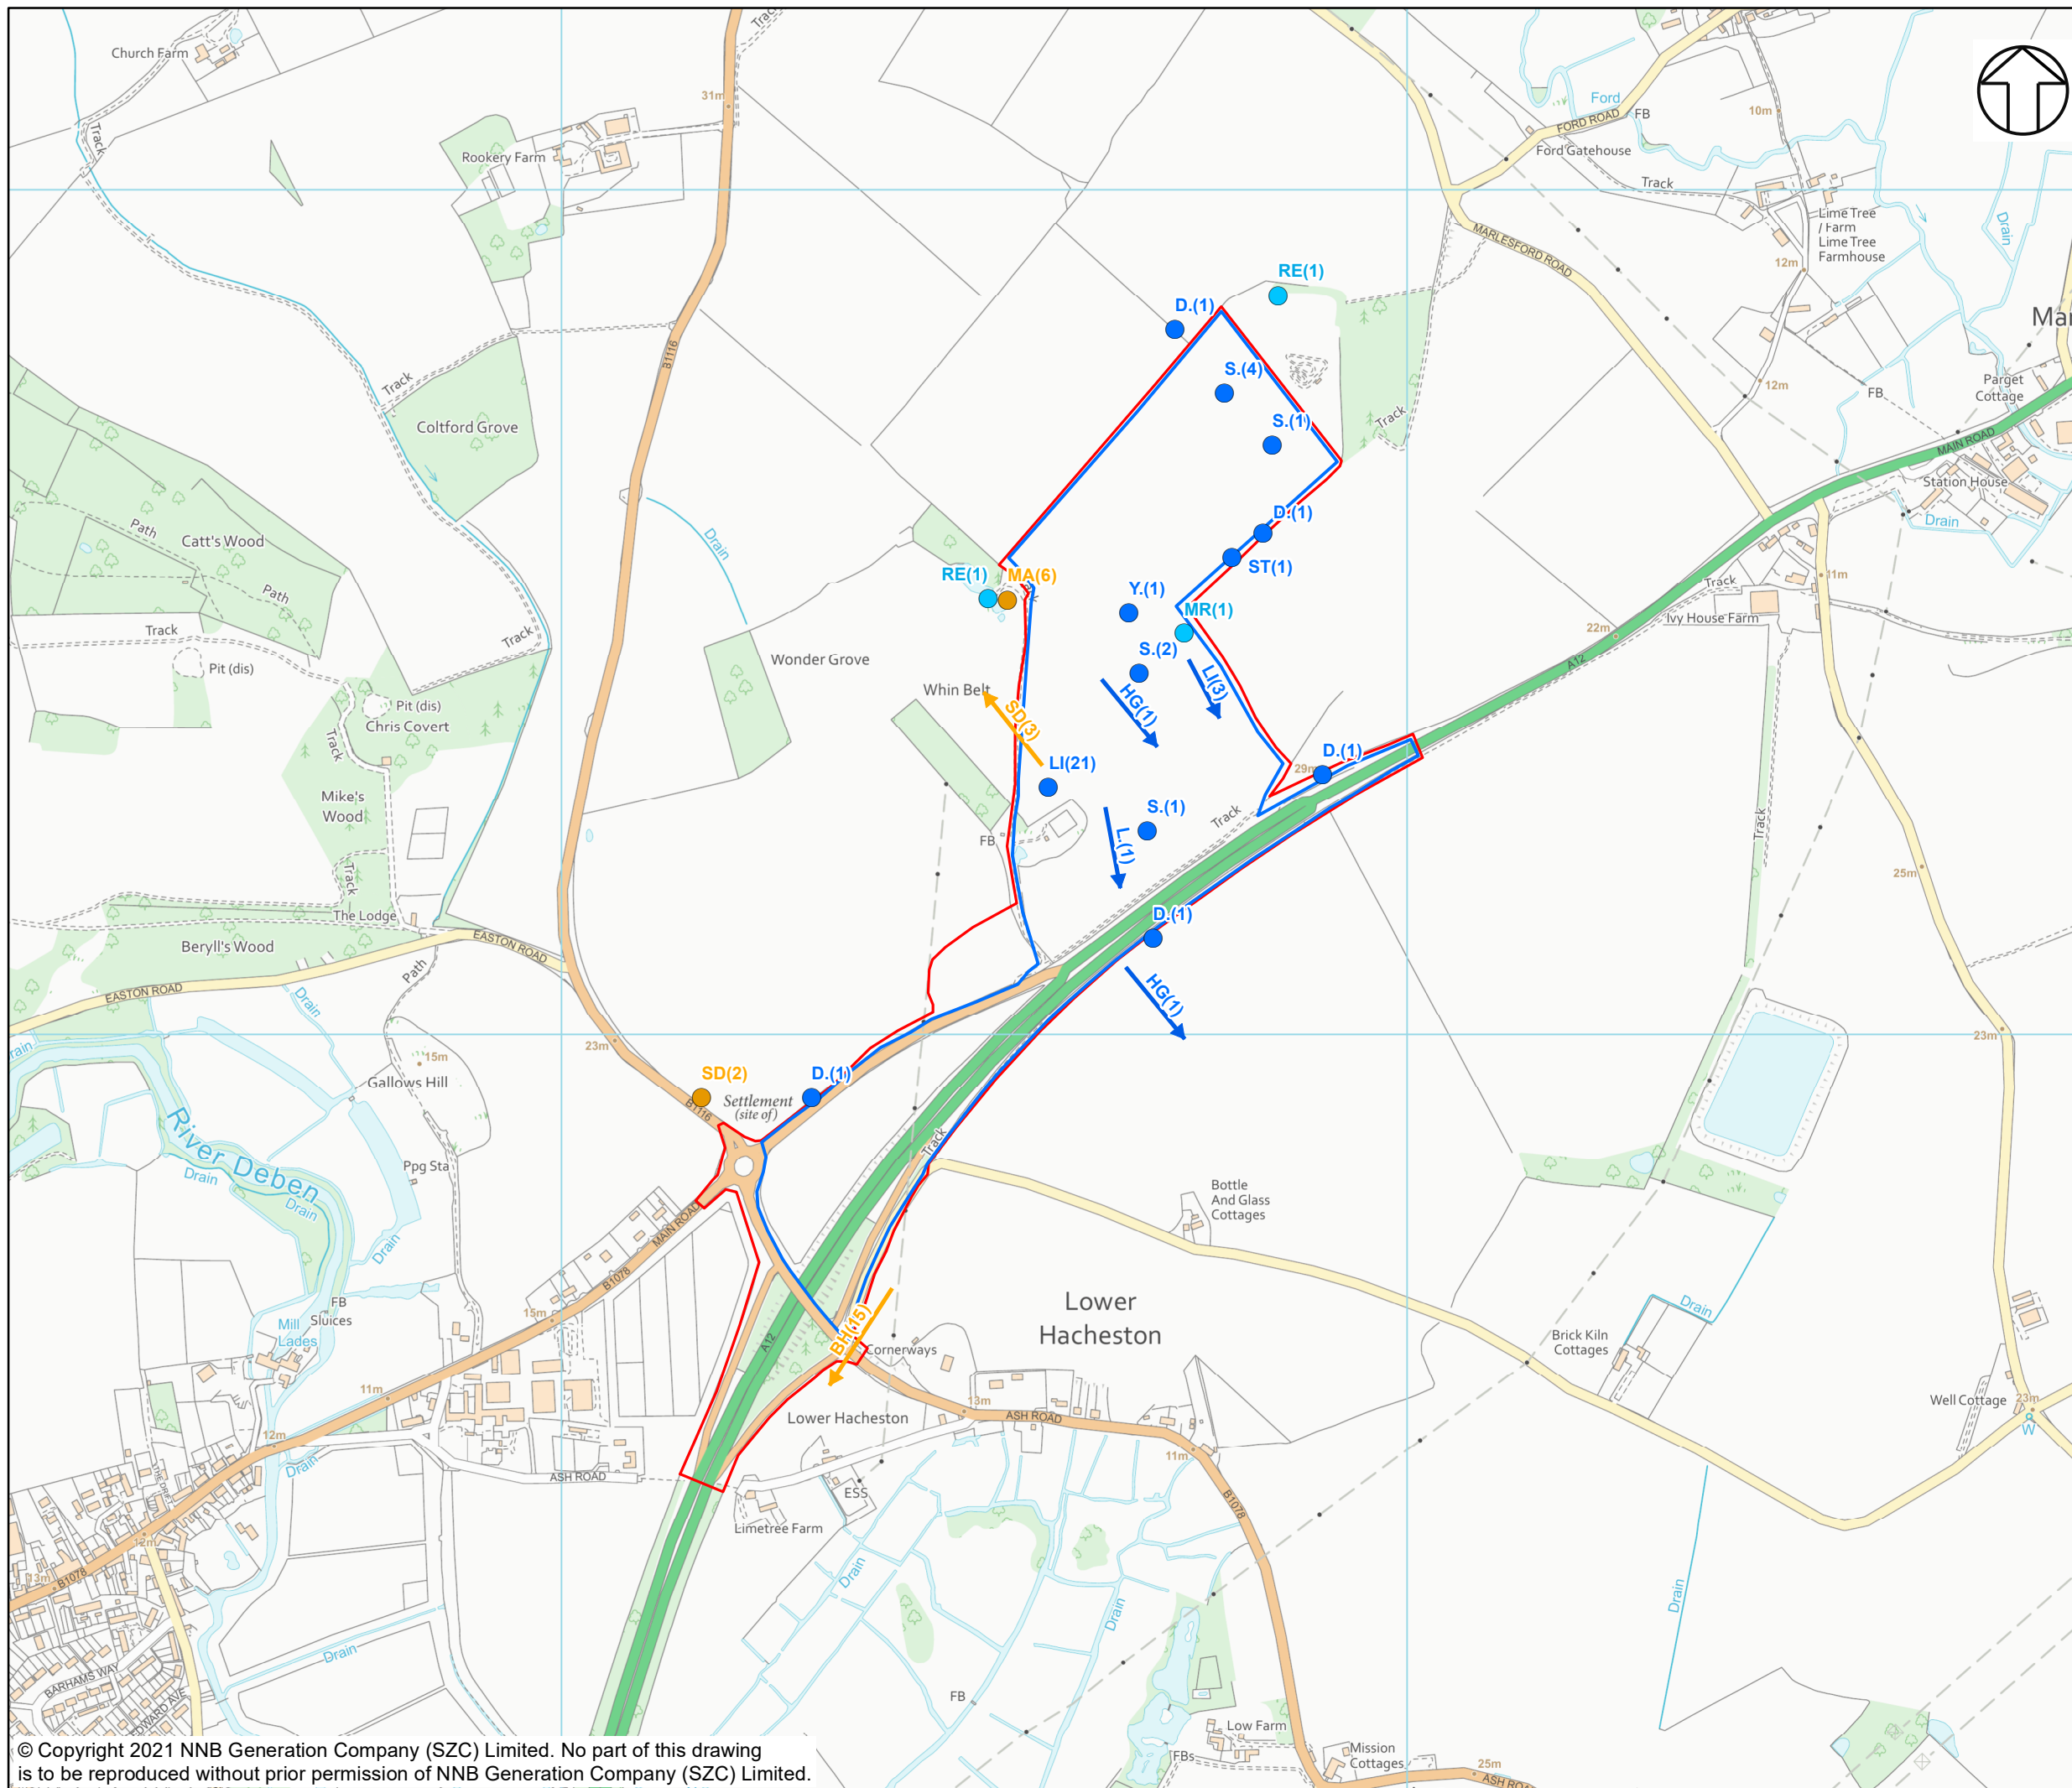 Church Farm
Track
Track
31m
Rookery Farm
Ford
FORD ROAD
FB
Ford Gatehouse
10m
Track
Lime Tree
/ Farm
Lime Tree
Farmhouse
Drain
MARLESFORD ROAD
12m
RE(1)
D.(1)
B1116
Track
Coltford Grove
S.(4)
S.(1)
Track
12m
FB
Parget
Cottage
MAIN ROAD
Station House
Drain
Path
Catt's Wood
Path
Drain
D.(1)
ST(1)
RE(1)
MA(6)
Y.(1)
MR(1)
Track
11m
Ivy House Farm
22m
A12
Track
Track
Pit (dis)
Wonder Grove
S.(2)
LI(3)
HG(1)
Whin Belt
SD(3)
Pit (dis)
Chris Covert
Track
LI(21)
D.(1)
29m
Mike's
Wood
S.(1)
Track
L.(1)
FB
Track
Track
25m
The Lodge
Beryll's Wood
EASTON ROAD
D.(1)
Path
EASTON ROAD
Drain
HG(1)
23m
23m
15m
Gallows Hill
SD(2)
D.(1)
B1116
Settlement
(site of)
River Deben
Drain
Drain
Ppg Sta
Track
Bottle
And Glass
Cottages
MAIN ROAD
Drain
B1078
FB
Sluices
15m
Mill
Lades
A12
BH(15)
Cornerways
Lower
Hacheston
Drain
Brick Kiln
Cottages
11m
13m
Lower Hacheston
ASH ROAD
Well Cottage
23m
W
12m
Drain
11m
ASH ROAD
ESS
B1078
Limetree Farm
12m
13m
B1078
Drain
Drain
Drain
Drain
BARHAMS WAY
EDWARD AVE
FB
Low Farm
FBs
Mission
Cottages
25m
© Copyright 2021 NNB Generation Company (SZC) Limited. No part of this drawing
is to be reproduced without prior permission of NNB Generation Company (SZC) Limited.